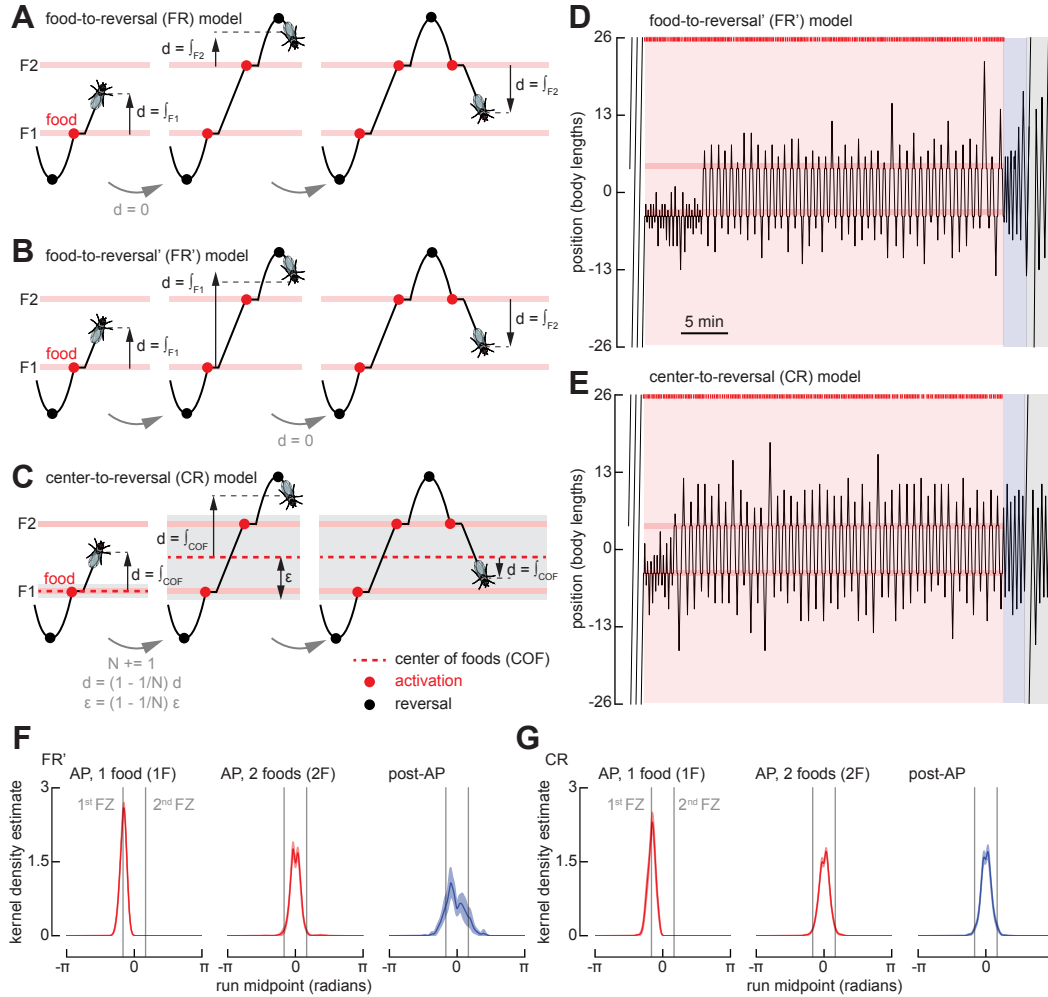 A
food-to-reversal (FR) model
F2
F1
food
d = ∫F1
d = ∫F2
d = ∫F2
d = 0
B
food-to-reversal' (FR') model
F2
F1
food
d = ∫F1
d = ∫F1
d = ∫F2
d = 0
C
center-to-reversal (CR) model
F2
F1
food
d = ∫COF
d = ∫COF
ε
d = ∫COF
N += 1
d = (1 - 1/N) d
ε = (1 - 1/N) ε
center of foods (COF)
activation
reversal
D
food-to-reversal' (FR') model
position (body lengths)
26
13
0
-13
-26
5 min
E
center-to-reversal (CR) model
position (body lengths)
26
13
0
-13
-26
F
FR'
AP, 1 food (1F)
AP, 2 foods (2F)
post-AP
kernel density estimate
3
1.5
0
1st FZ
2nd FZ
-π 0 π
-π 0 π
-π 0 π
run midpoint (radians)
G
CR
AP, 1 food (1F)
AP, 2 foods (2F)
post-AP
kernel density estimate
3
1.5
0
1st FZ
2nd FZ
-π 0 π
-π 0 π
-π 0
run midpoint (radians)